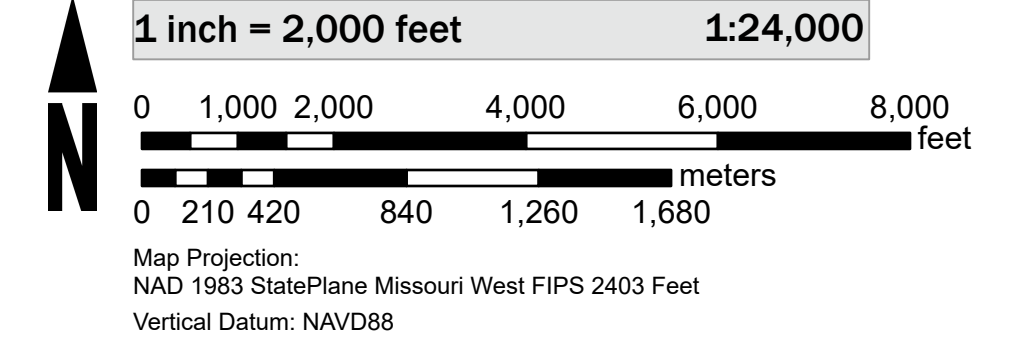 1 inch = 2,000 feet 1:24,000
0 1,000 2,000 4,000 6,000 8,000
feet
N
meters
0 210 420 840 1,260 1,680
Map Projection:
NAD 1983 StatePlane Missouri West FIPS 2403 Feet
Vertical Datum: NAVD88